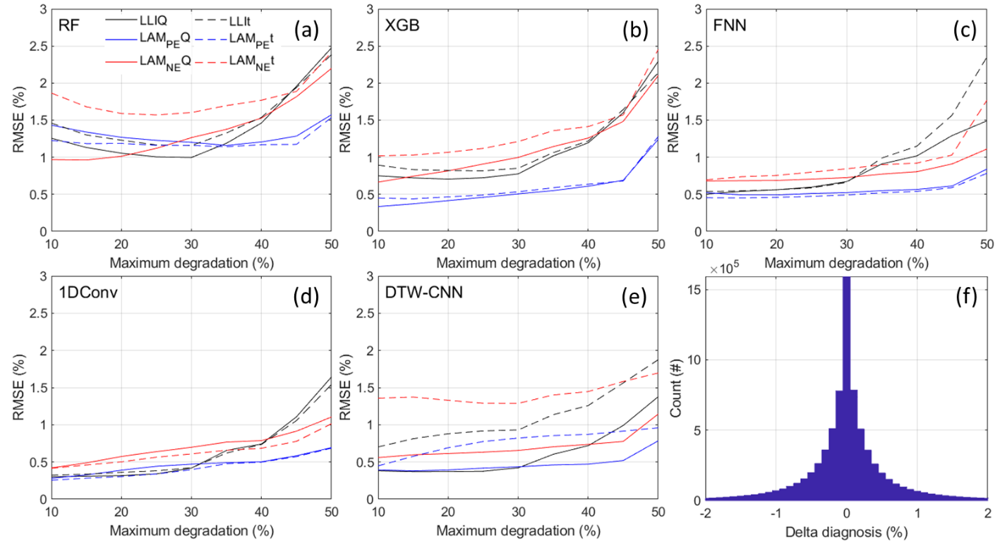 RF
(a)
LLIQ
LLIt
LAM_PE Q
LAM_PE t
LAM_NE Q
LAM_NE t
3
2.5
2
1.5
1
0.5
0
RMSE (%)
10 20 30 40 50
Maximum degradation (%)
XGB
(b)
3
2.5
2
1.5
1
0.5
0
RMSE (%)
10 20 30 40 50
Maximum degradation (%)
FNN
(c)
3
2.5
2
1.5
1
0.5
0
RMSE (%)
10 20 30 40 50
Maximum degradation (%)
1DConv
(d)
3
2.5
2
1.5
1
0.5
0
RMSE (%)
10 20 30 40 50
Maximum degradation (%)
DTW-CNN
(e)
3
2.5
2
1.5
1
0.5
0
RMSE (%)
10 20 30 40 50
Maximum degradation (%)
×10^5
(f)
15
10
5
0
Count (#)
-2 -1 0 1 2
Delta diagnosis (%)